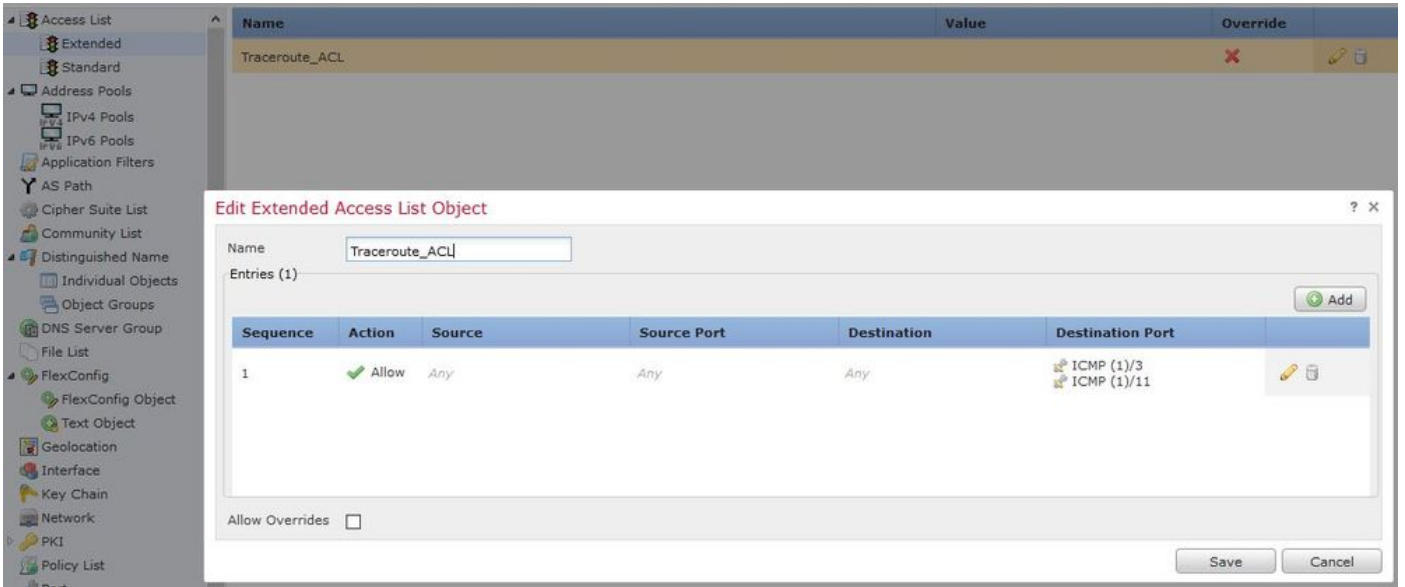 Access List
Extended
Standard
Address Pools
IPv4 Pools
IPv6 Pools
Application Filters
AS Path
Cipher Suite List
Community List
Distinguished Name
Individual Objects
Object Groups
DNS Server Group
File List
FlexConfig
FlexConfig Object
Text Object
Geolocation
Interface
Key Chain
Network
PKI
Policy List
Name Value Override
Traceroute_ACL
Edit Extended Access List Object ?
Name Traceroute_ACL
Entries (1)
Add
Sequence Action Source Source Port Destination Destination Port
1 Allow Any Any Any ICMP (1)/3
ICMP (1)/11
Allow Overrides
Save Cancel